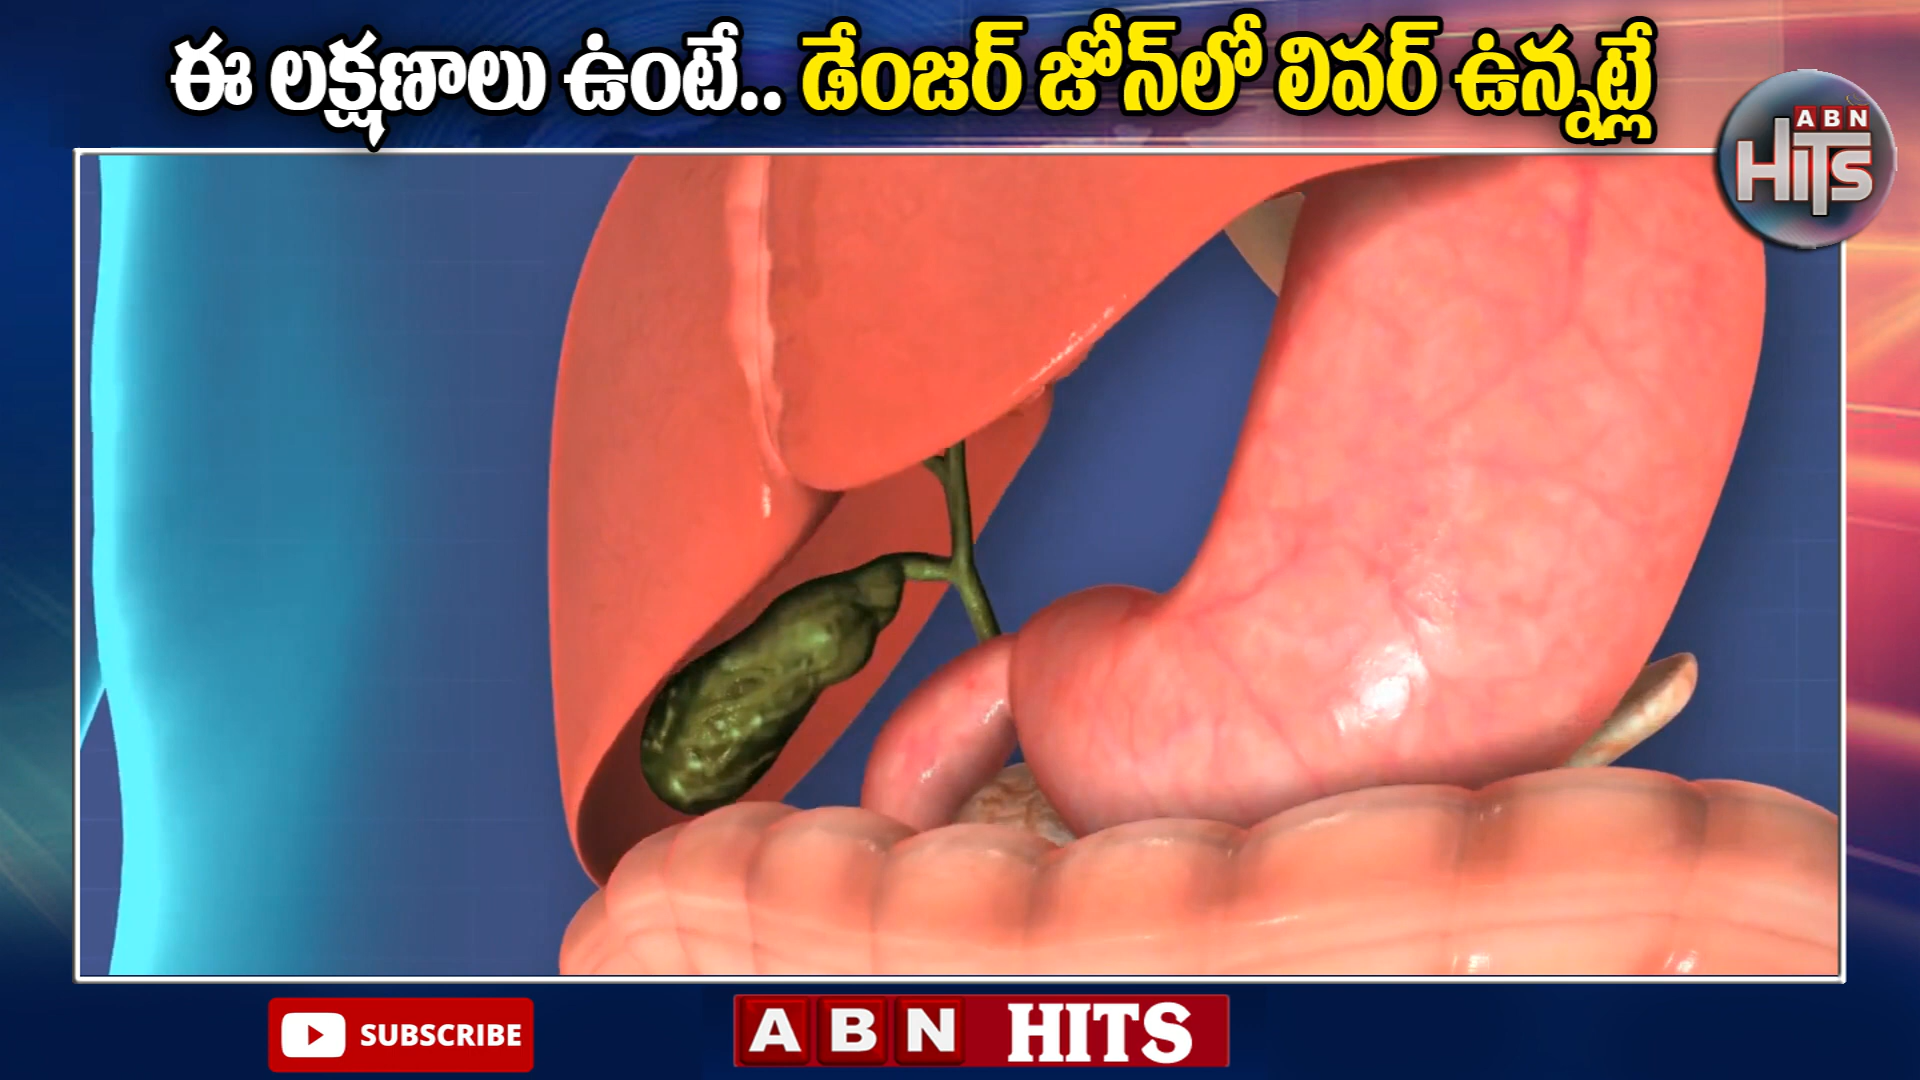 ఈ లక్షణాలు ఉంటే.. డేంజర్ జోన్‌లో లివర్ ఉన్నట్లే
ABN
HITS
SUBSCRIBE
ABN HITS